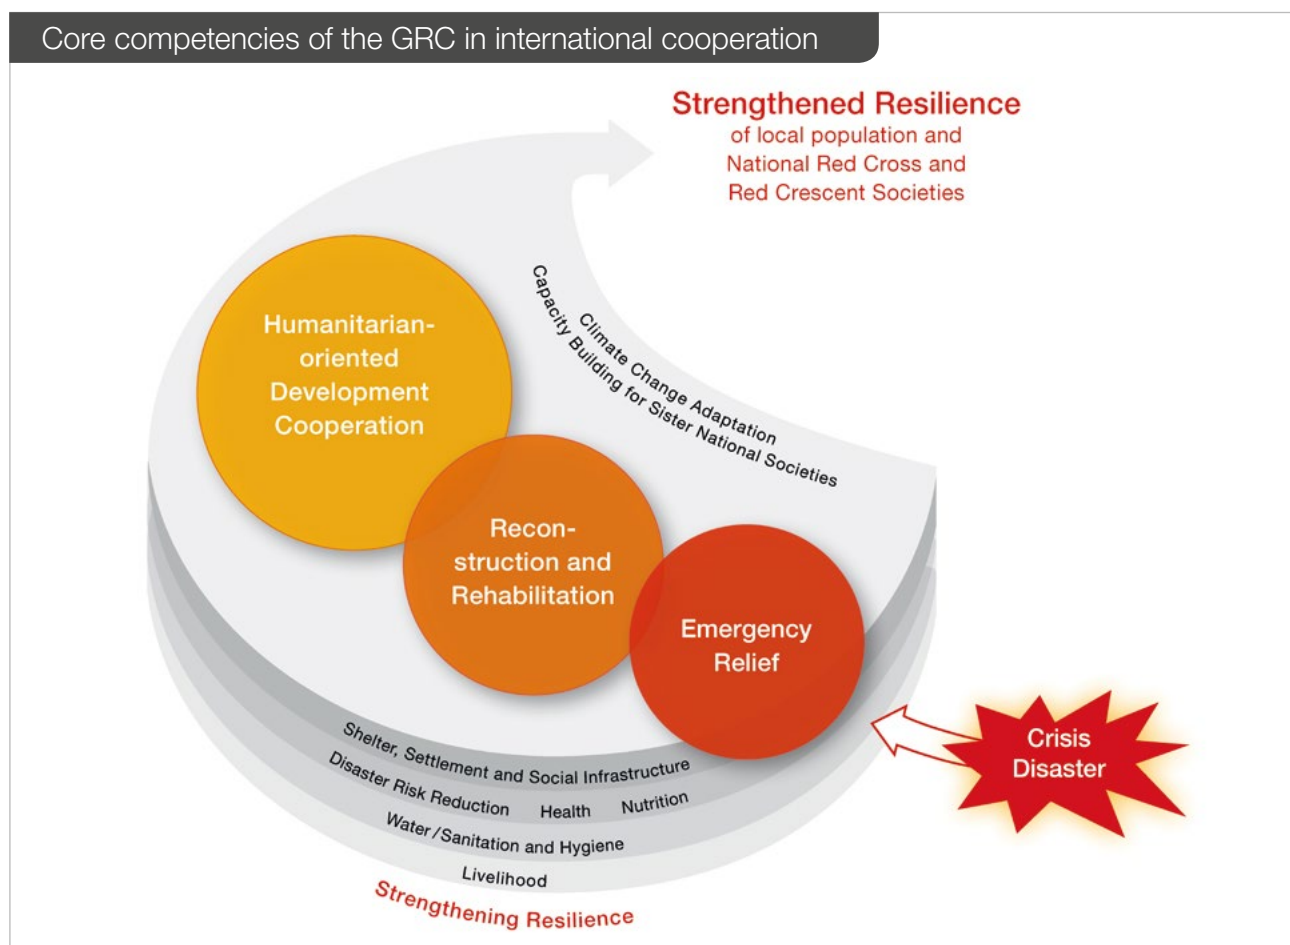 Core competencies of the GRC in international cooperation
Strengthened Resilience
of local population and
National Red Cross and
Red Crescent Societies
Climate Change Adaptation
Capacity Building for Sister National Societies
Humanitarian-
oriented
Development
Cooperation
Recon-
struction and
Rehabilitation
Emergency
Relief
Crisis
Disaster
Shelter, Settlement and Social Infrastructure
Disaster Risk Reduction Health Nutrition
Water/Sanitation and Hygiene
Livelihood
Strengthening Resilience